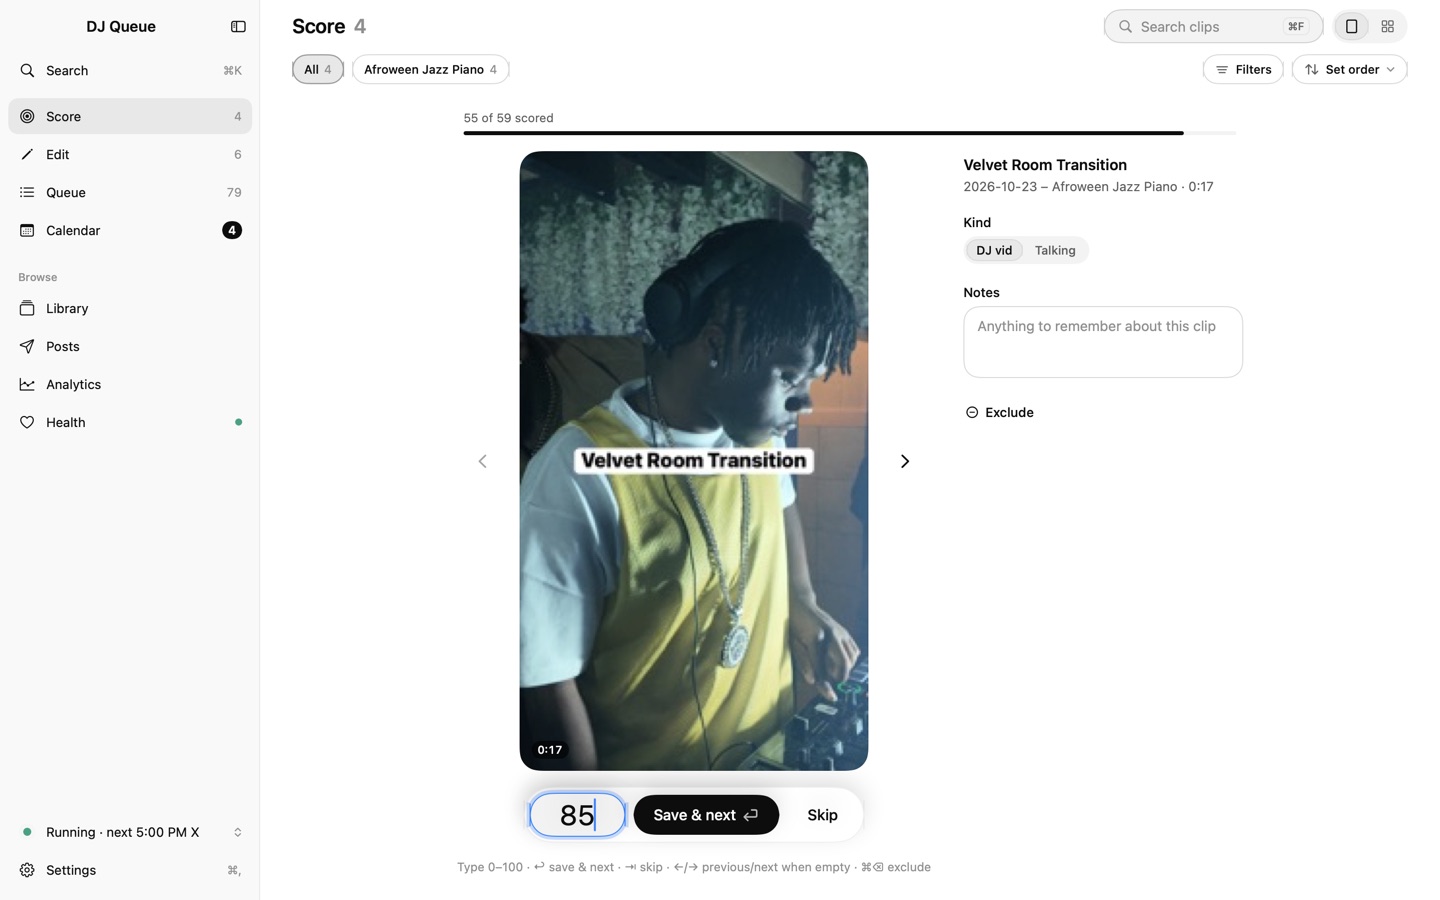 DJ Queue
Search ⌘K
Score 4
Edit 6
Queue 79
Calendar 4
Browse
Library
Posts
Analytics
Health
Running · next 5:00 PM X
Settings ⌘,
Score 4
Search clips ⌘F
All 4
Afroween Jazz Piano 4
Filters
Set order
55 of 59 scored
Velvet Room Transition
0:17
85
Save & next ⏎
Skip
Type 0–100 · ↩ save & next · ⇥ skip · ←/→ previous/next when empty · ⌘⌫ exclude
Velvet Room Transition
2026-10-23 – Afroween Jazz Piano · 0:17
Kind
DJ vid
Talking
Notes
Anything to remember about this clip
Exclude